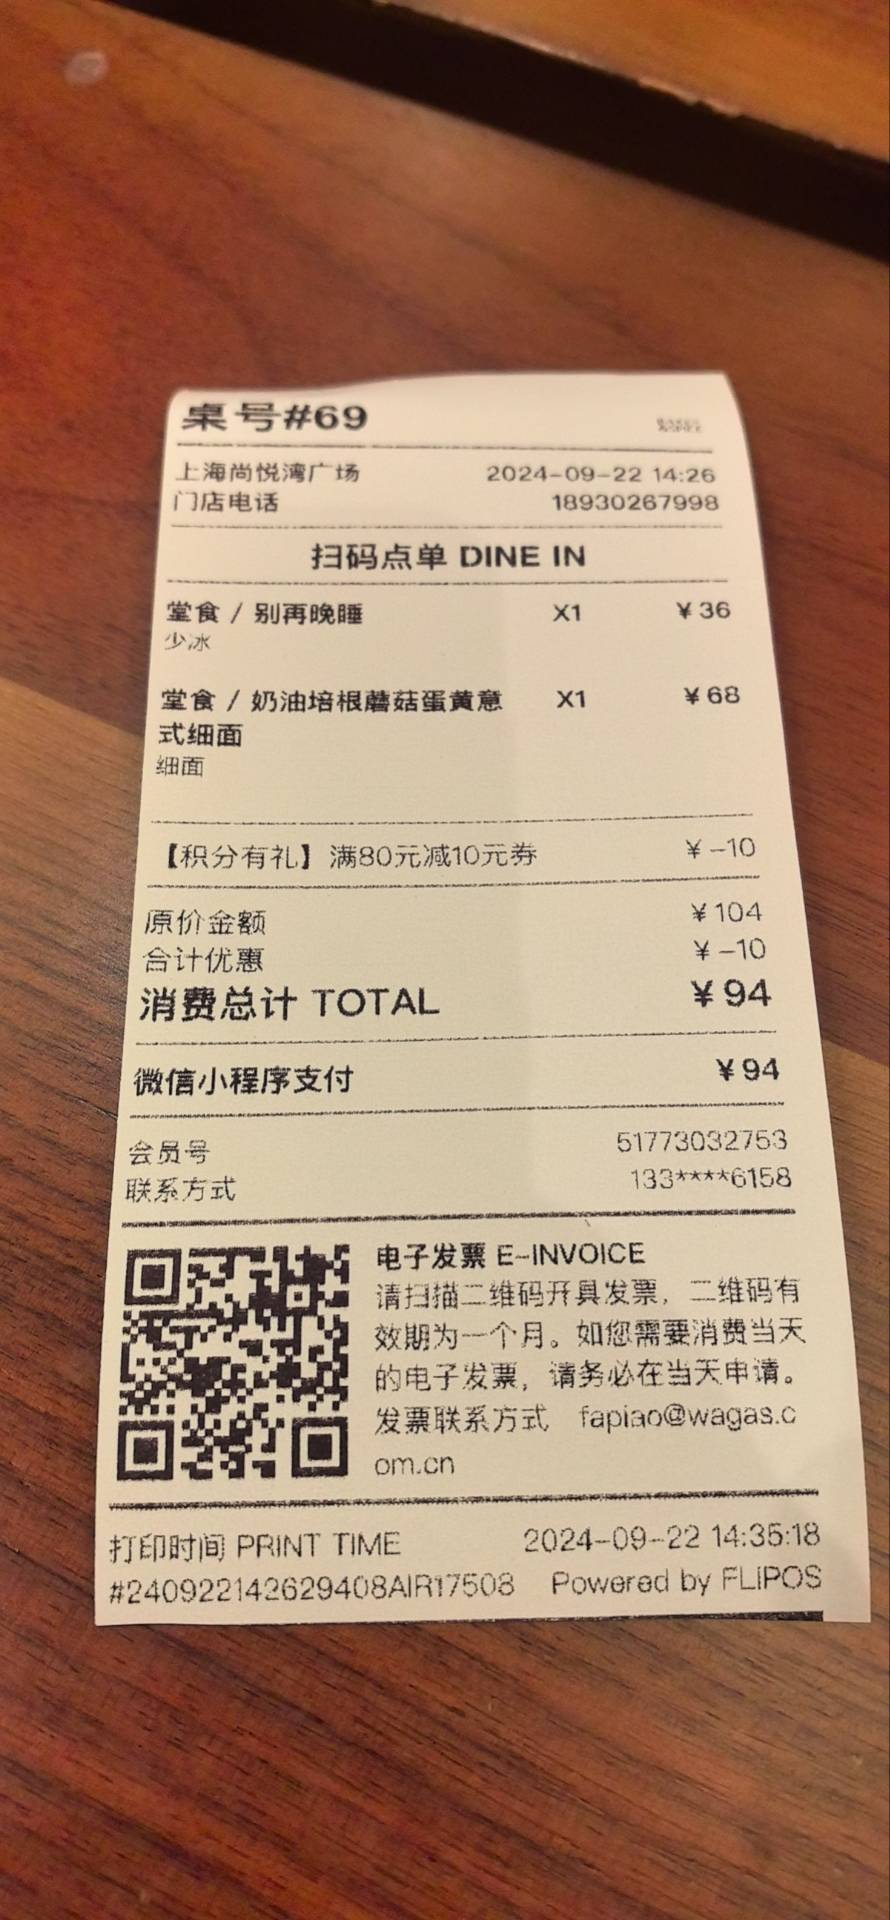 桌号#69
上海尚悦湾广场 2024-09-22 14:26
门店电话 18930267998
扫码点单 DINE IN
堂食 / 别再晚睡 X1 ¥36
少冰
堂食 / 奶油培根蘑菇蛋黄意 X1 ¥68
式细面
细面
【积分有礼】满80元减10元券 ¥-10
原价金额 ¥104
合计优惠 ¥-10
消费总计 TOTAL ¥94
微信小程序支付 ¥94
会员号 51773032753
联系方式 133****6158
电子发票 E-INVOICE
请扫描二维码开具发票，二维码有
效期为一个月。如您需要消费当天
的电子发票，请务必在当天申请。
发票联系方式 fapiao@wagas.c
om.cn
打印时间 PRINT TIME 2024-09-22 14:35:18
#240922142629408AIR17508 Powered by FLIPOS